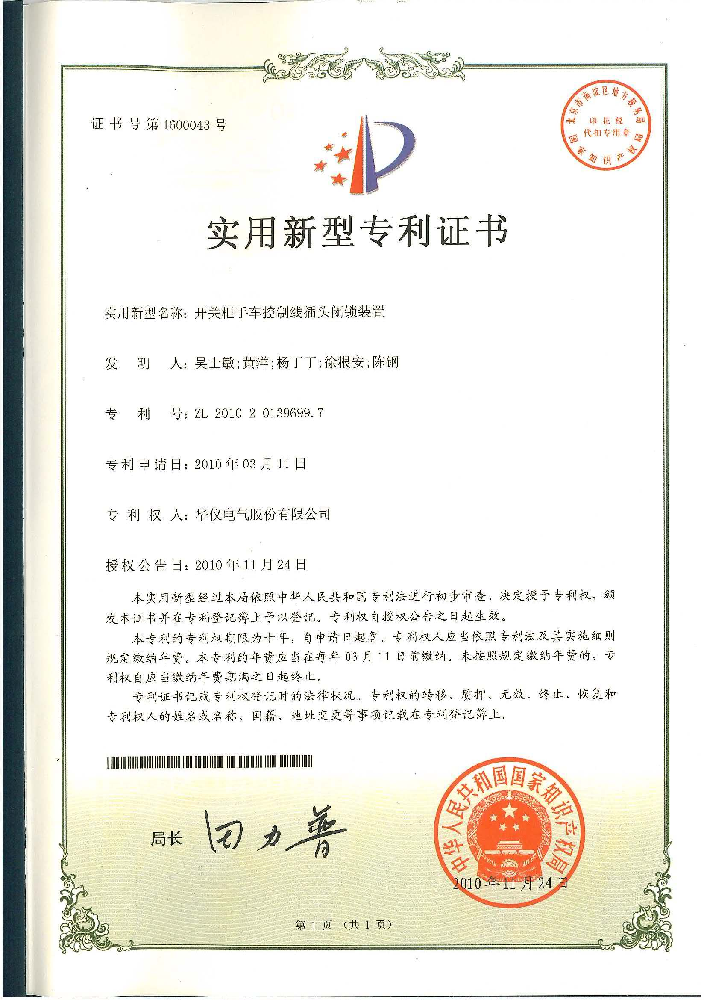 证书号第1600043号
北京市海淀区地方税务局
印花税
代扣专用章
国家知识产权局
实用新型专利证书
实用新型名称：开关柜手车控制线插头闭锁装置
发明人：吴士敏;黄洋;杨丁丁;徐根安;陈钢
专利号：ZL 2010 2 0139699.7
专利申请日：2010年03月11日
专利权人：华仪电气股份有限公司
授权公告日：2010年11月24日
本实用新型经过本局依照中华人民共和国专利法进行初步审查，决定授予专利权，颁
发本证书并在专利登记簿上予以登记。专利权自授权公告之日起生效。
本专利的专利权期限为十年，自申请日起算。专利权人应当依照专利法及其实施细则
规定缴纳年费。本专利的年费应当在每年03月11日前缴纳。未按照规定缴纳年费的，专
利权自应当缴纳年费期满之日起终止。
专利证书记载专利权登记时的法律状况。专利权的转移、质押、无效、终止、恢复和
专利权人的姓名或名称、国籍、地址变更等事项记载在专利登记簿上。
局长 田力普
中华人民共和国国家知识产权局
2010年11月24日
第1页（共1页）